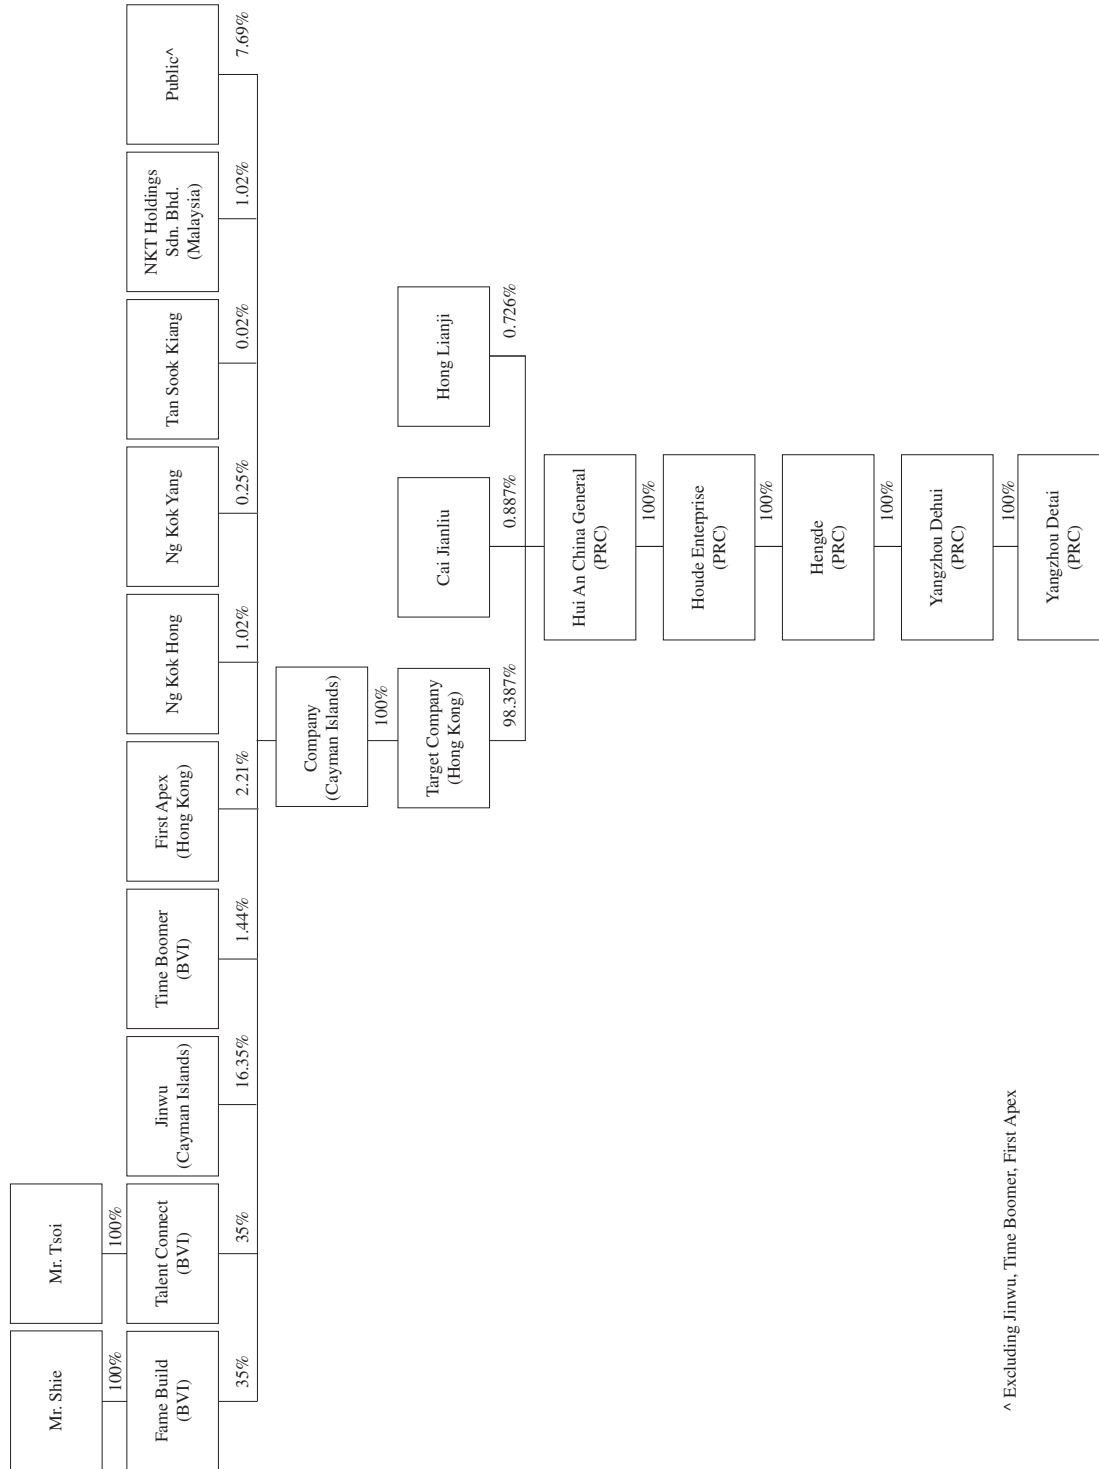 Mr. Shie
Mr. Tsoi
100%
100%
Fame Build
(BVI)
Talent Connect
(BVI)
Jinwu
(Cayman Islands)
Time Boomer
(BVI)
First Apex
(Hong Kong)
Ng Kok Hong
Ng Kok Yang
Tan Sook Kiang
NKT Holdings
Sdn. Bhd.
(Malaysia)
Public^
35%
35%
16.35%
1.44%
2.21%
1.02%
0.25%
0.02%
1.02%
7.69%
Company
(Cayman Islands)
100%
Target Company
(Hong Kong)
Cai Jianliu
Hong Lianji
98.387%
0.887%
0.726%
Hui An China General
(PRC)
100%
Houde Enterprise
(PRC)
100%
Hengde
(PRC)
100%
Yangzhou Dehui
(PRC)
100%
Yangzhou Detai
(PRC)
^ Excluding Jinwu, Time Boomer, First Apex